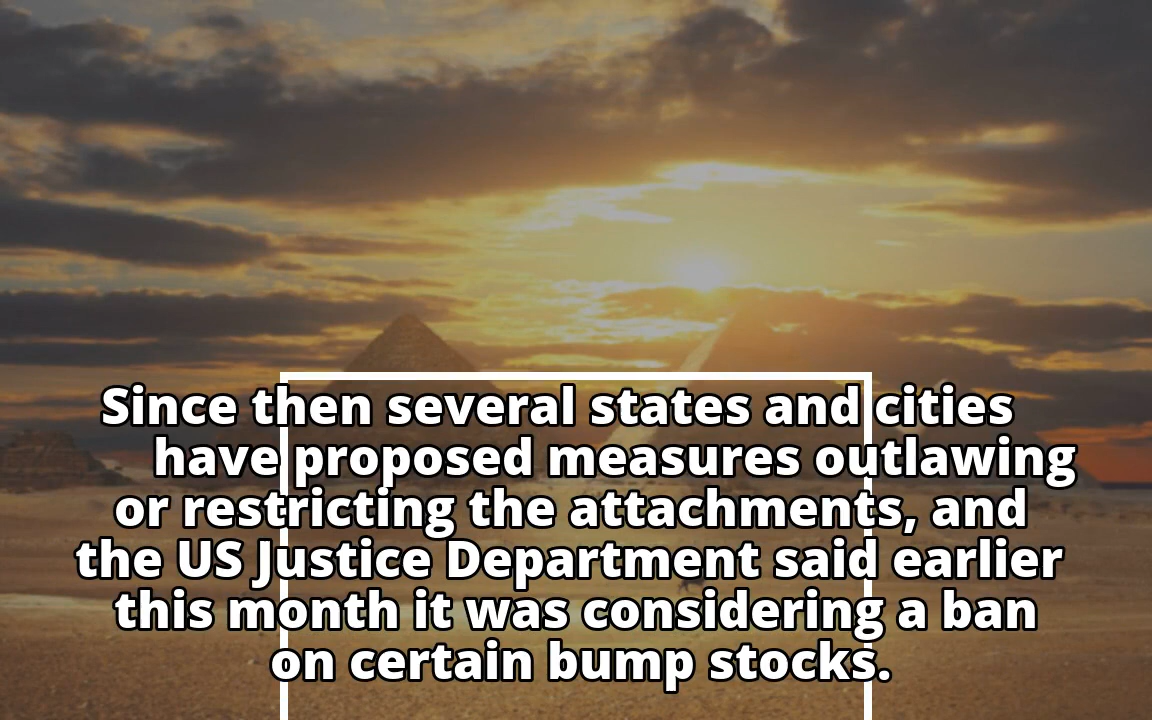 Since then several states and cities
have proposed measures outlawing
or restricting the attachments, and
the US Justice Department said earlier
this month it was considering a ban
on certain bump stocks.